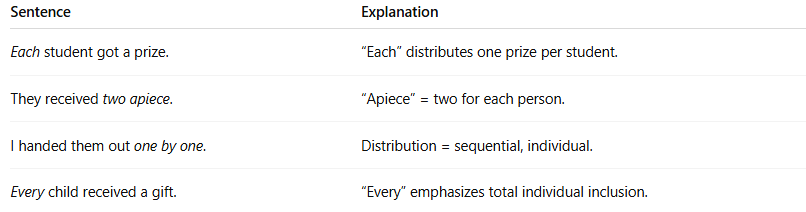 Sentence Explanation
Each student got a prize. “Each” distributes one prize per student.
They received two apiece. “Apiece” = two for each person.
I handed them out one by one. Distribution = sequential, individual.
Every child received a gift. “Every” emphasizes total individual inclusion.